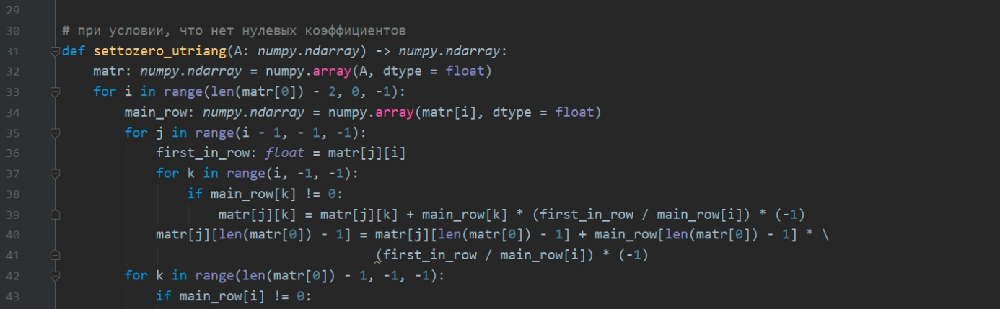 29
30 # при условии, что нет нулевых коэффициентов
31 def settozero_utriang(A: numpy.ndarray) -> numpy.ndarray:
32     matr: numpy.ndarray = numpy.array(A, dtype = float)
33     for i in range(len(matr[0]) - 2, 0, -1):
34         main_row: numpy.ndarray = numpy.array(matr[i], dtype = float)
35         for j in range(i - 1, - 1, -1):
36             first_in_row: float = matr[j][i]
37             for k in range(i, -1, -1):
38                 if main_row[k] != 0:
39                     matr[j][k] = matr[j][k] + main_row[k] * (first_in_row / main_row[i]) * (-1)
40             matr[j][len(matr[0]) - 1] = matr[j][len(matr[0]) - 1] + main_row[len(matr[0]) - 1] * \
41                                         (first_in_row / main_row[i]) * (-1)
42         for k in range(len(matr[0]) - 1, -1, -1):
43             if main_row[i] != 0: